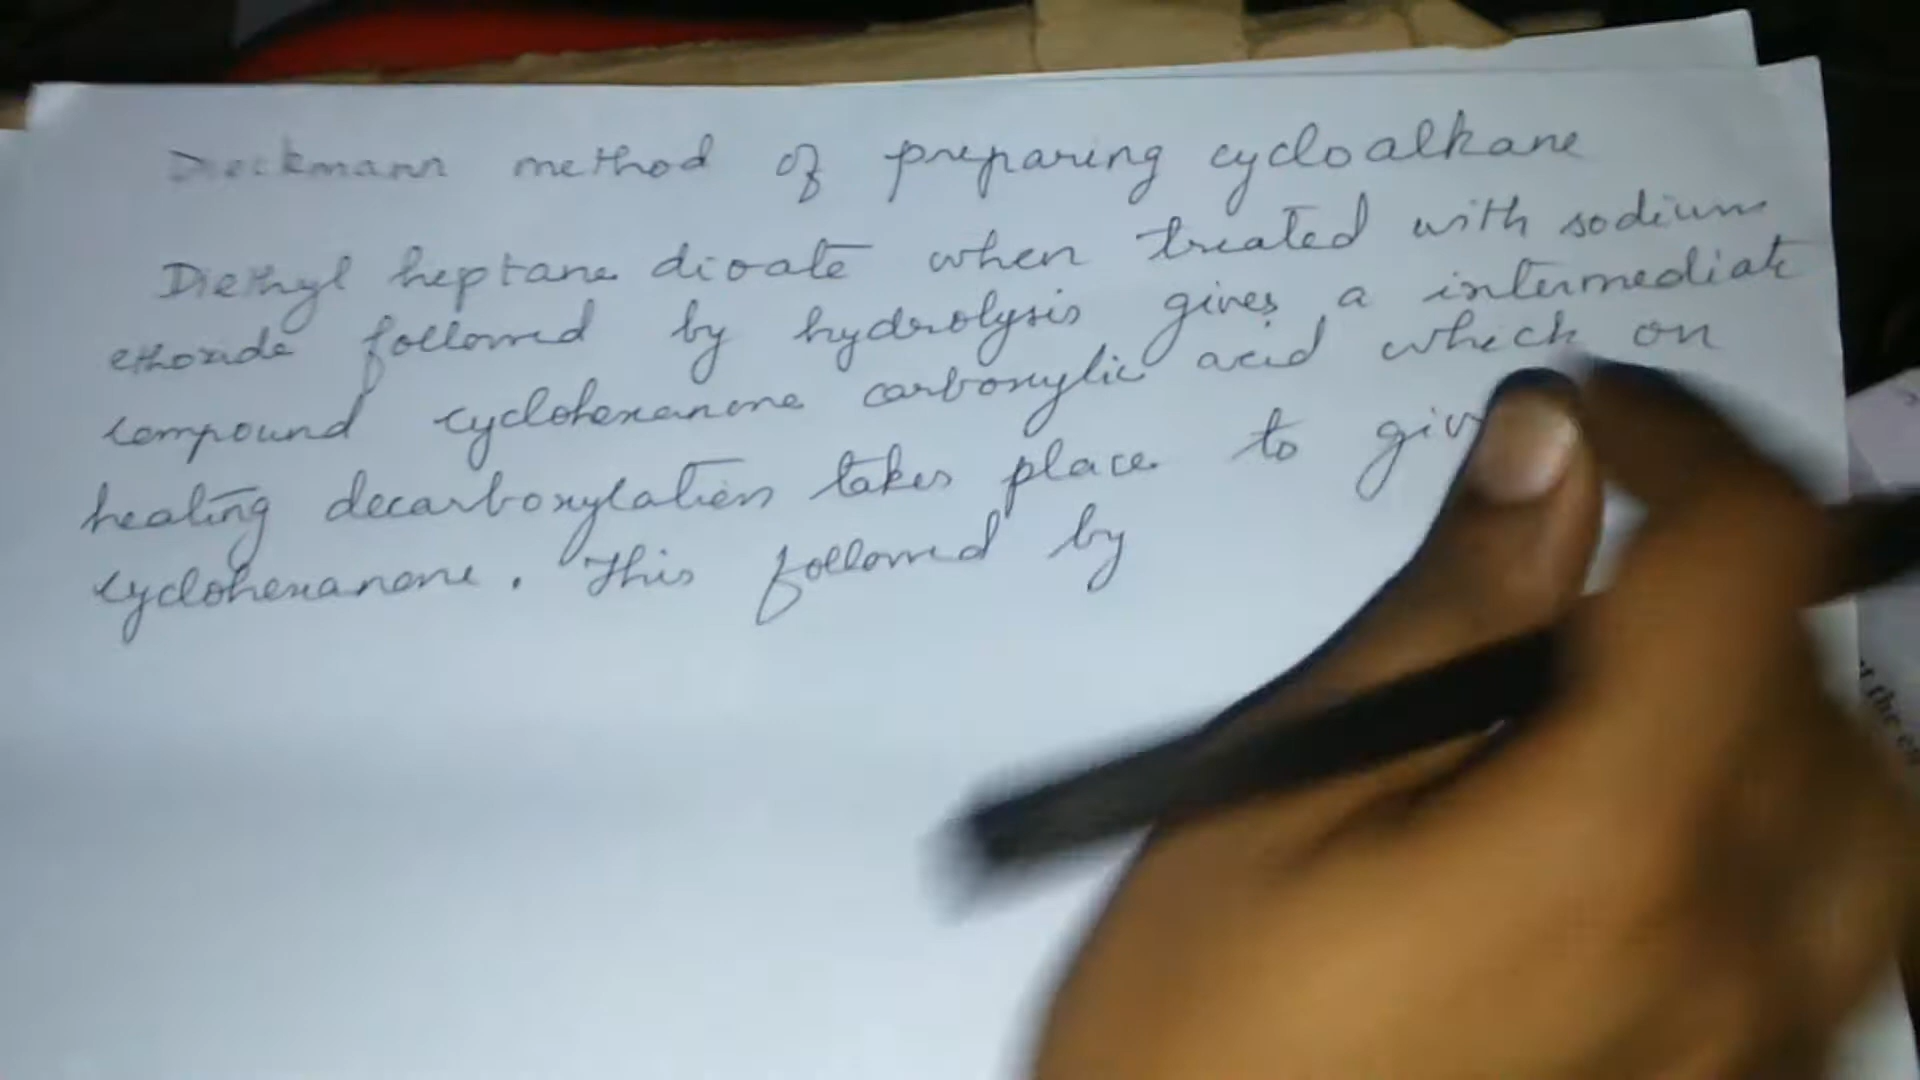 Dieckmann method of preparing cycloalkane
Diethyl heptane dioate when treated with sodium
ethoxide followed by hydrolysis gives a intermediate
compound cyclohexanone carboxylic acid which on
heating decarboxylation takes place to giv
cyclohexanone. This followed by